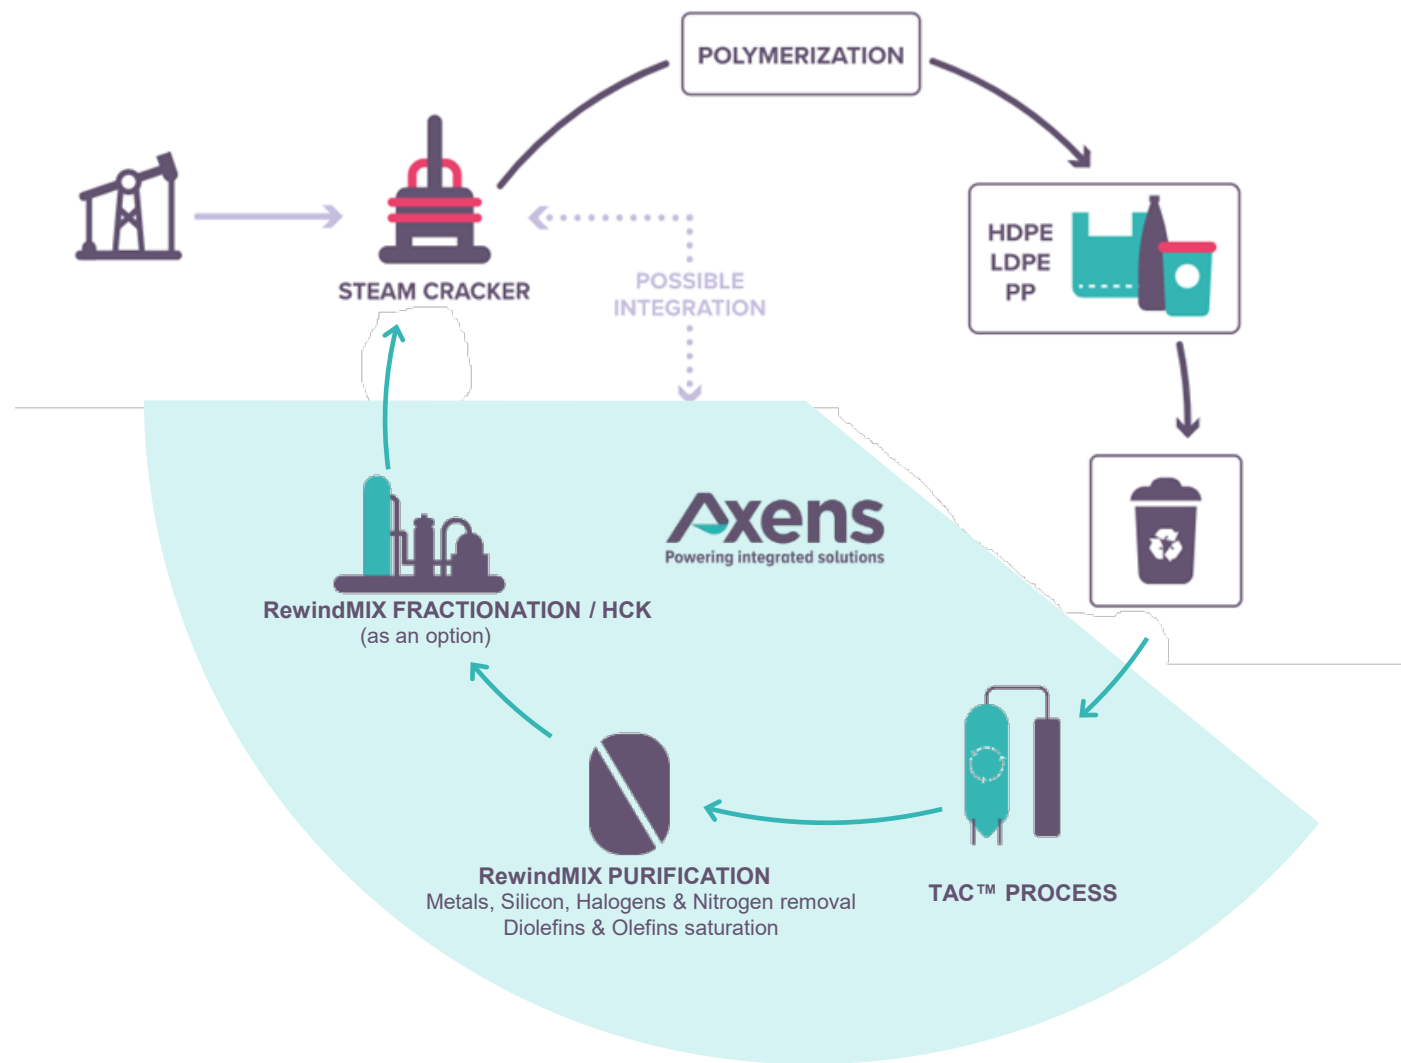 POLYMERIZATION
STEAM CRACKER
POSSIBLE
INTEGRATION
HDPE
LDPE
PP
Axens
Powering integrated solutions
RewindMIX FRACTIONATION / HCK
(as an option)
RewindMIX PURIFICATION
Metals, Silicon, Halogens & Nitrogen removal
Diolefins & Olefins saturation
TAC™ PROCESS